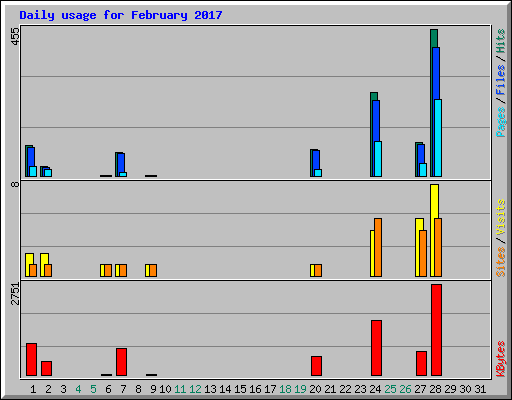 Daily usage for February 2017
455
Pages / Files / Hits
8
Sites / Visits
2751
KBytes
1 2 3 4 5 6 7 8 9 10 11 12 13 14 15 16 17 18 19 20 21 22 23 24 25 26 27 28 29 30 31